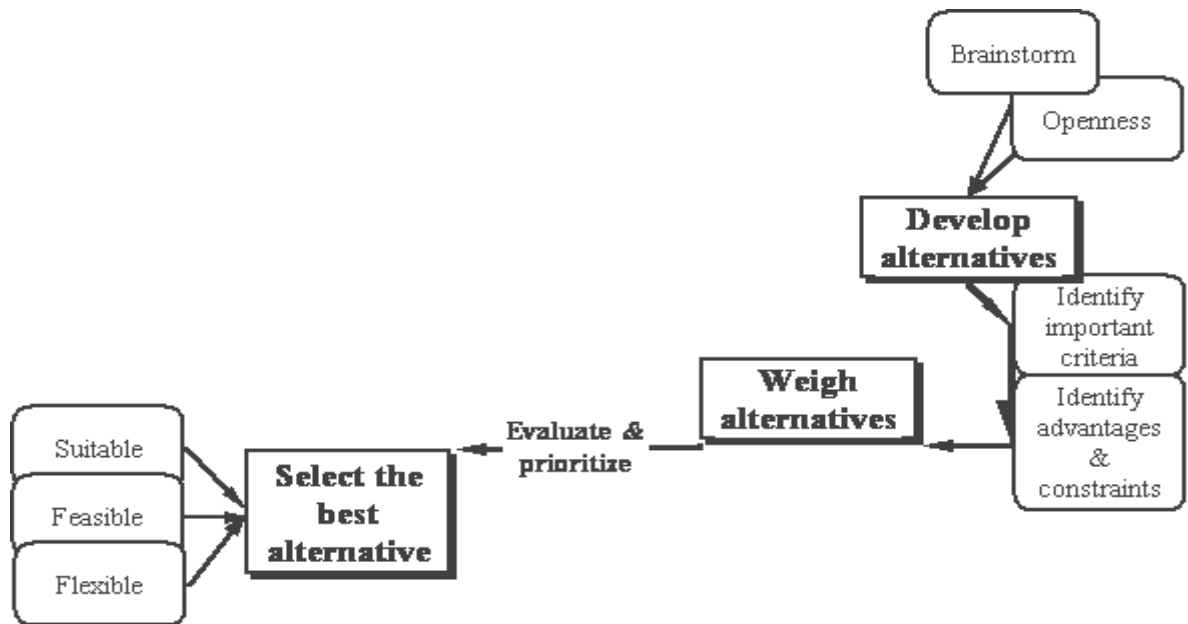 Brainstorm
Openness
Develop
alternatives
Identify
important
criteria
Identify
advantages
&
constraints
Weigh
alternatives
Evaluate &
prioritize
Select the
best
alternative
Suitable
Feasible
Flexible